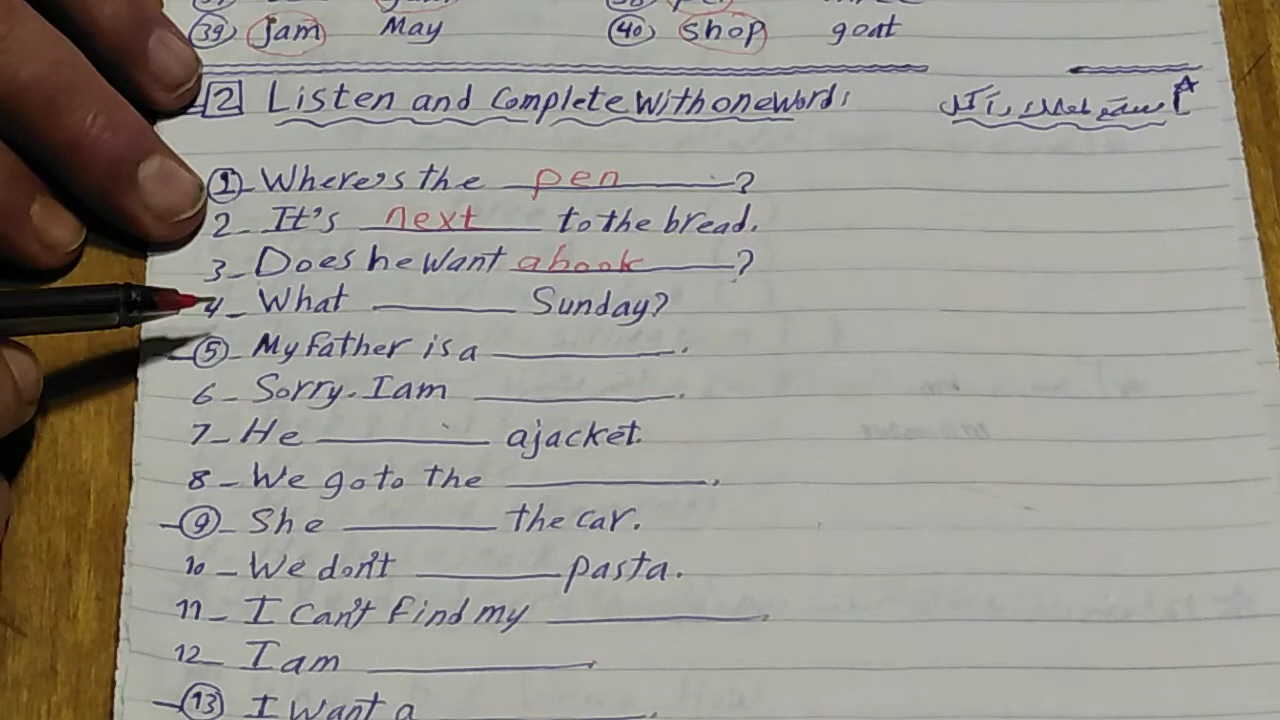 39 jam May 40 shop goat
2 Listen and Complete with one word:
1- Where's the pen ?
2- It's next to the bread.
3- Does he want a book ?
4- What Sunday?
5- My father is a .
6- Sorry. I am .
7- He a jacket.
8- We go to the .
9- She the car.
10- We don't pasta.
11- I can't find my .
12- I am .
13- I want a .